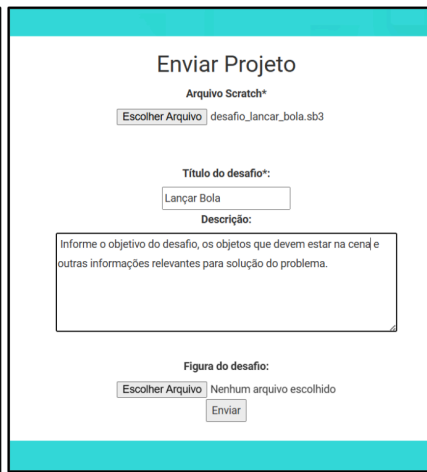 Enviar Projeto
Arquivo Scratch*
Escolher Arquivo desafio_lancar_bola.sb3
Título do desafio*:
Lançar Bola
Descrição:
Informe o objetivo do desafio, os objetos que devem estar na cena e
outras informações relevantes para solução do problema.
Figura do desafio:
Escolher Arquivo Nenhum arquivo escolhido
Enviar